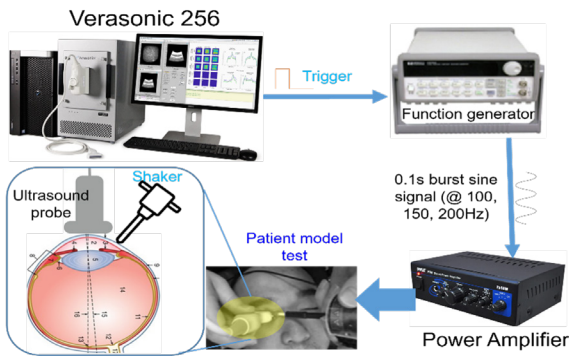 Verasonic 256
Trigger
Function generator
Shaker
Ultrasound
probe
0.1s burst sine
signal (@ 100,
150, 200Hz)
Patient model
test
Power Amplifier